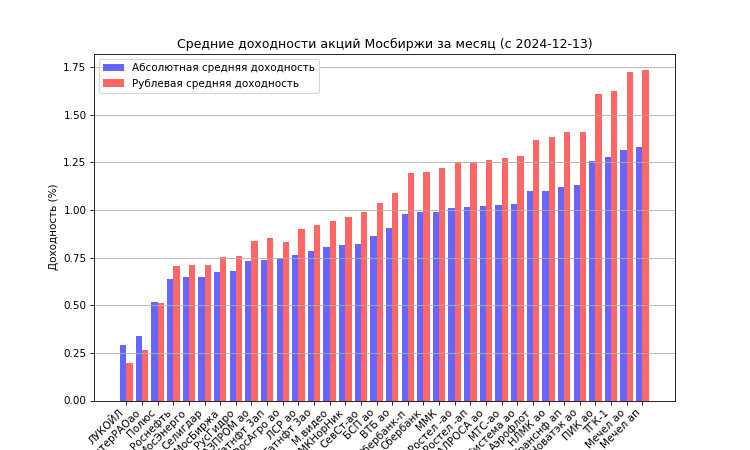 Средние доходности акций Мосбиржи за месяц (с 2024-12-13)
Абсолютная средняя доходность
Рублевая средняя доходность
Доходность (%)
1.75
1.50
1.25
1.00
0.75
0.50
0.25
0.00
ЛУКОЙЛ
Полюс
Роснефть
Селигдар
МосБиржа
РусГидро
ЛСР ао
М.видео
СевСт-ао
БСП ао
ВТБ ао
Сбербанк
ММК
Ростел -ао
Ростел -ап
МТС-ао
Аэрофлот
НЛМК ао
ПИК ао
ТГК-1
Мечел ао
Мечел ап